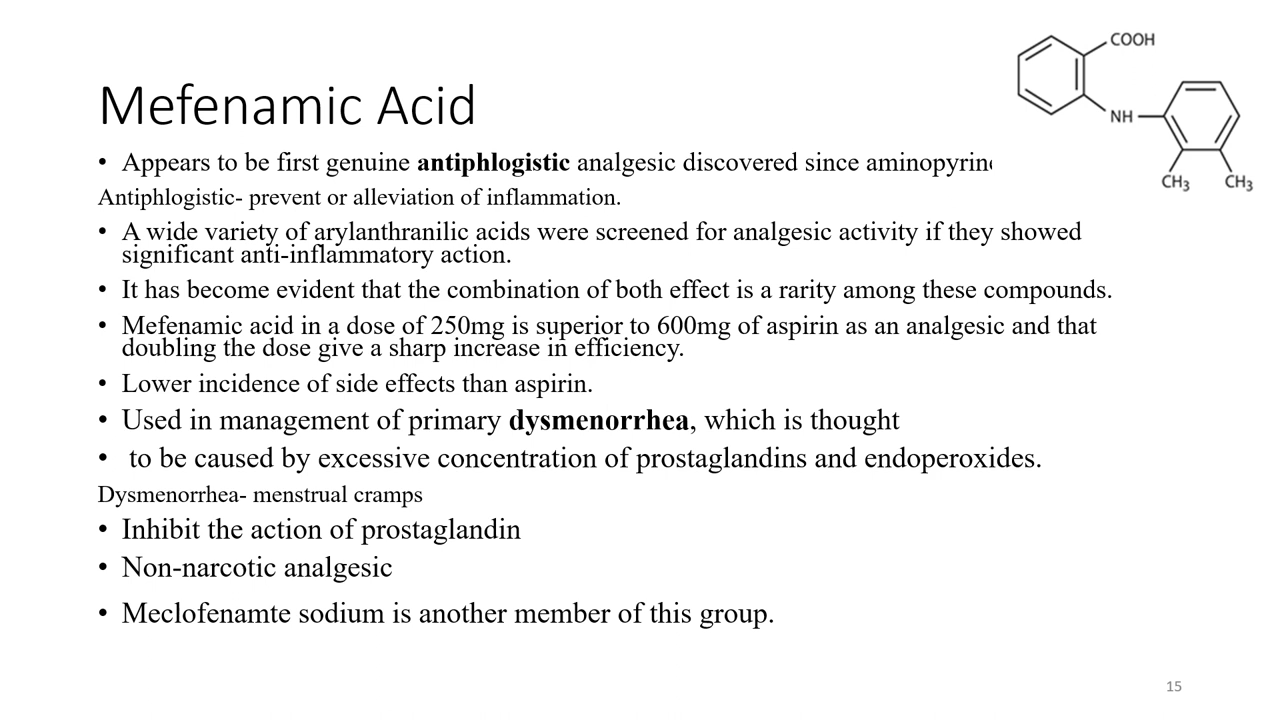 COOH
NH
CH3 CH3
Mefenamic Acid
• Appears to be first genuine antiphlogistic analgesic discovered since aminopyrin
Antiphlogistic- prevent or alleviation of inflammation.
• A wide variety of arylanthranilic acids were screened for analgesic activity if they showed
significant anti-inflammatory action.
• It has become evident that the combination of both effect is a rarity among these compounds.
• Mefenamic acid in a dose of 250mg is superior to 600mg of aspirin as an analgesic and that
doubling the dose give a sharp increase in efficiency.
• Lower incidence of side effects than aspirin.
• Used in management of primary dysmenorrhea, which is thought
• to be caused by excessive concentration of prostaglandins and endoperoxides.
Dysmenorrhea- menstrual cramps
• Inhibit the action of prostaglandin
• Non-narcotic analgesic
• Meclofenamte sodium is another member of this group.
15